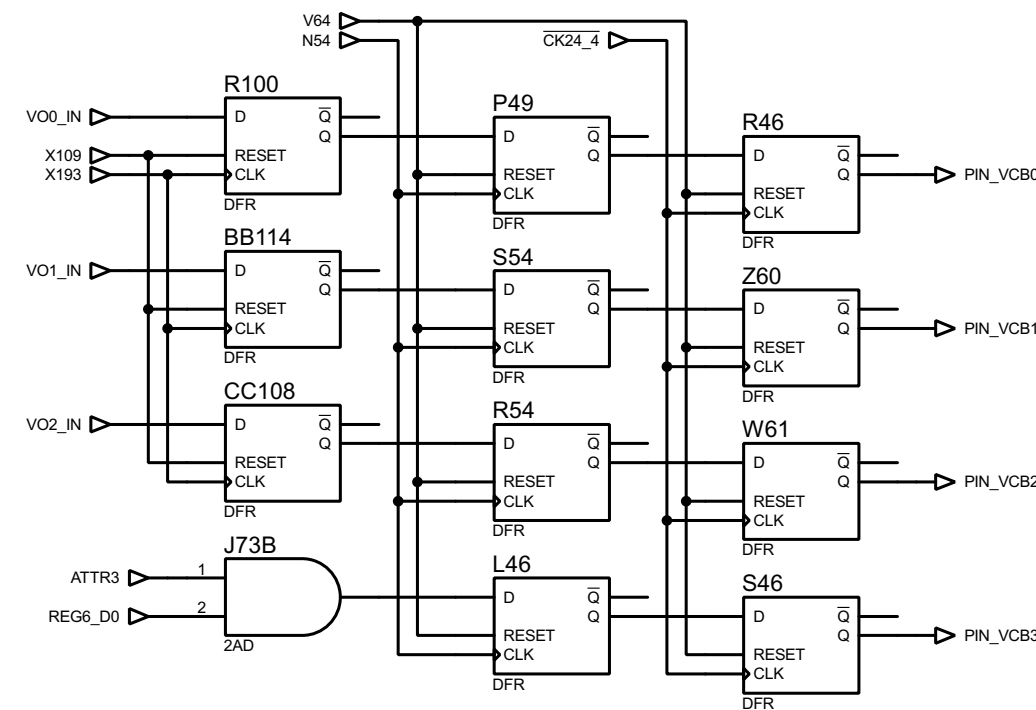 V64
N54
C̅K̅2̅4̅_̅4̅
R100
VO0_IN
D
Q̅
Q
X109
RESET
X193
CLK
DFR
P49
D
Q̅
Q
RESET
CLK
DFR
R46
D
Q̅
Q
RESET
CLK
DFR
PIN_VCB0
BB114
VO1_IN
D
Q̅
Q
RESET
CLK
DFR
S54
D
Q̅
Q
RESET
CLK
DFR
Z60
D
Q̅
Q
RESET
CLK
DFR
PIN_VCB1
CC108
VO2_IN
D
Q̅
Q
RESET
CLK
DFR
R54
D
Q̅
Q
RESET
CLK
DFR
W61
D
Q̅
Q
RESET
CLK
DFR
PIN_VCB2
J73B
ATTR3
1
REG6_D0
2
2AD
L46
D
Q̅
Q
RESET
CLK
DFR
S46
D
Q̅
Q
RESET
CLK
DFR
PIN_VCB3